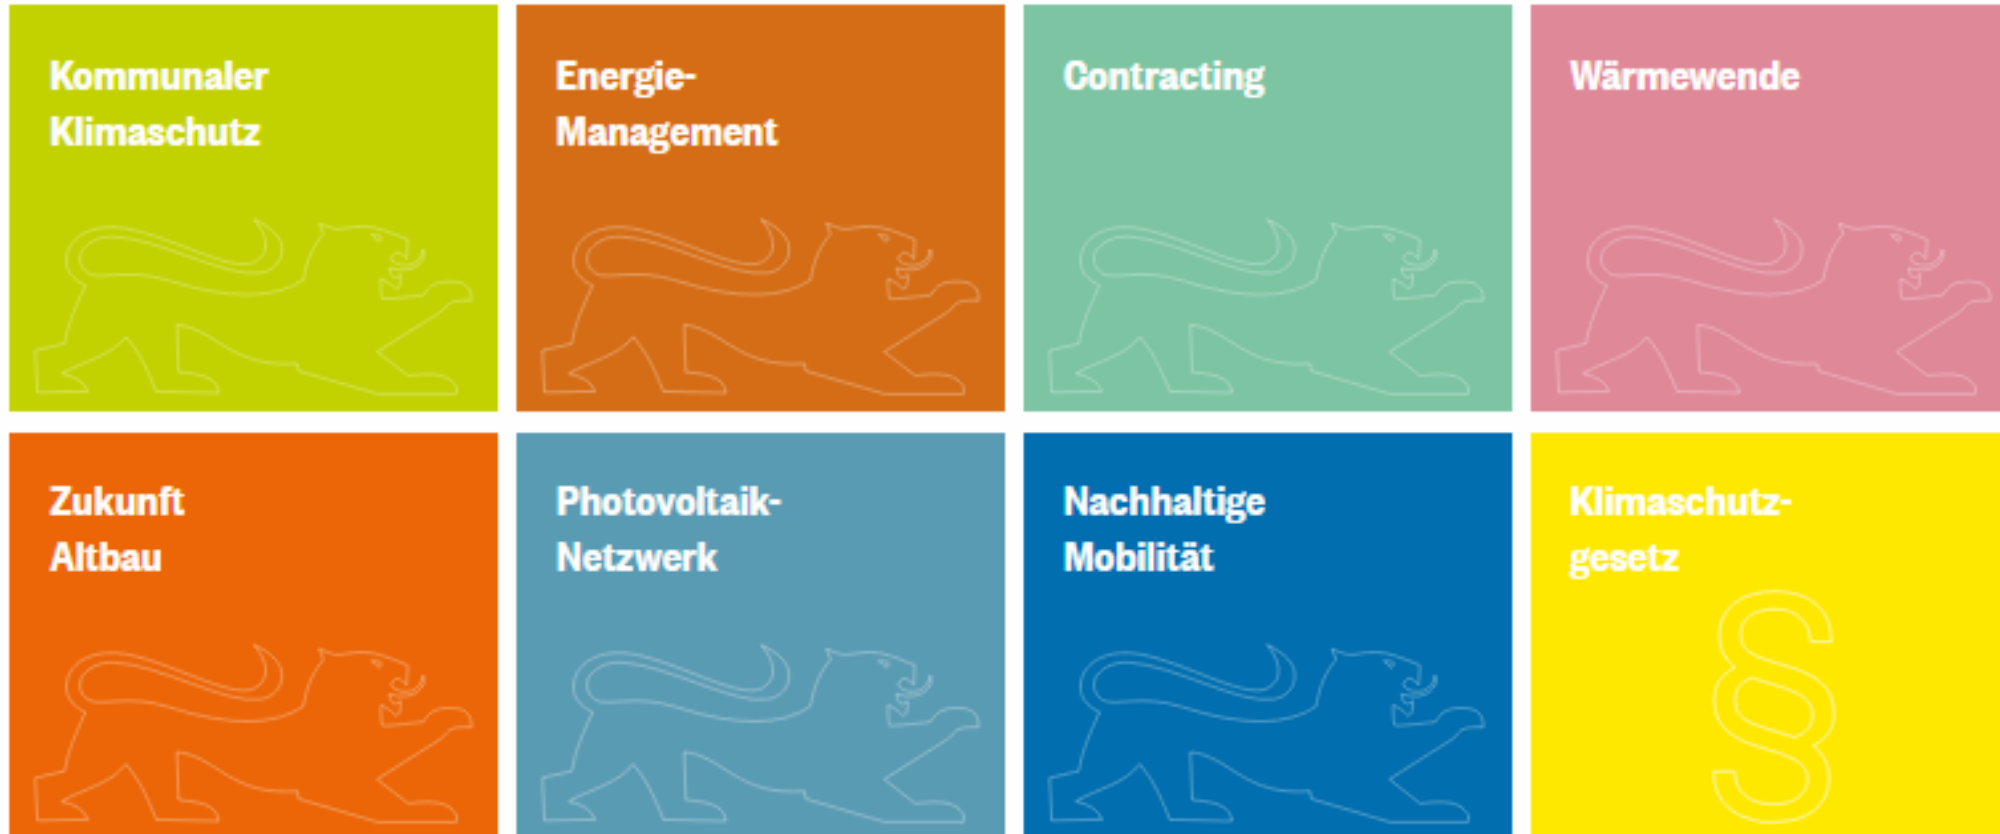 Kommunaler
Klimaschutz
Energie-
Management
Contracting
Wärmewende
Zukunft
Altbau
Photovoltaik-
Netzwerk
Nachhaltige
Mobilität
Klimaschutz-
gesetz
§